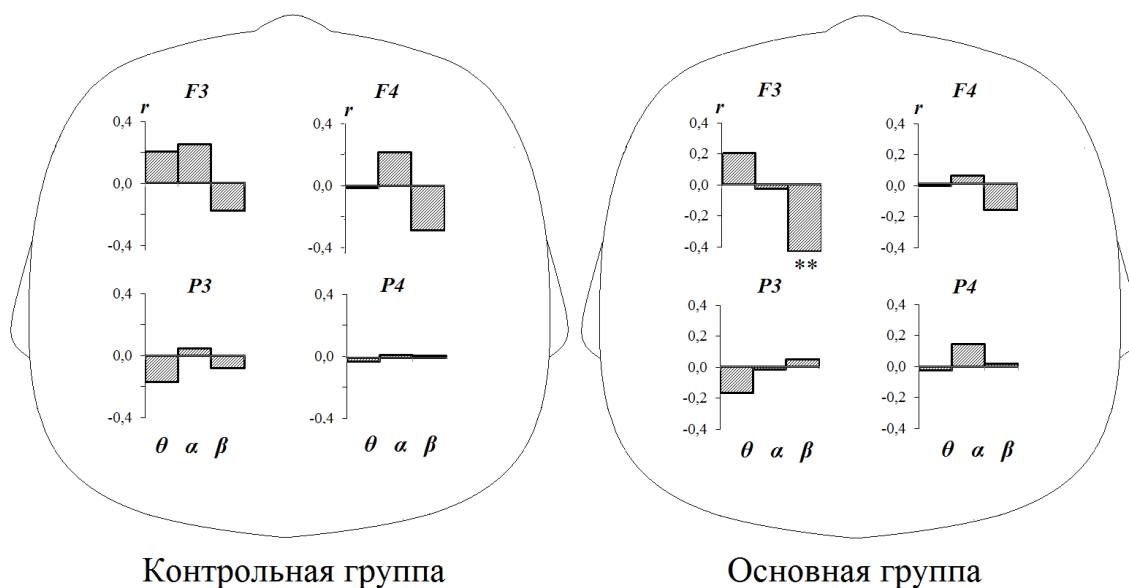 F3 F4
r
0,4 0,4
0,0 0,0
-0,4 -0,4
P3 P4
0,4 0,4
0,0 0,0
-0,4 -0,4
θ α β θ α β
Контрольная группа
F3 F4
r
0,4 0,4
0,2 0,2
0,0 0,0
-0,2 -0,2
-0,4 -0,4
**
P3 P4
0,4 0,4
0,2 0,2
0,0 0,0
-0,2 -0,2
-0,4 -0,4
θ α β θ α β
Основная группа